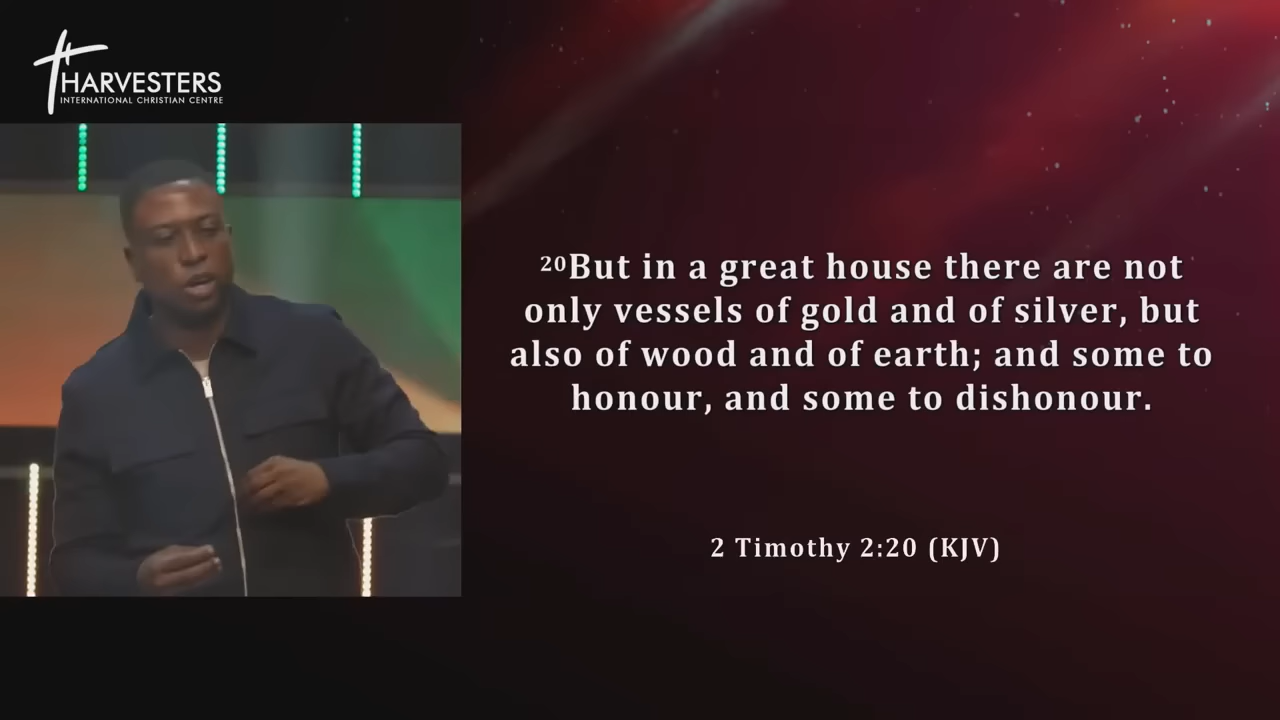 HARVESTERS
INTERNATIONAL CHRISTIAN CENTRE
20But in a great house there are not
only vessels of gold and of silver, but
also of wood and of earth; and some to
honour, and some to dishonour.
2 Timothy 2:20 (KJV)